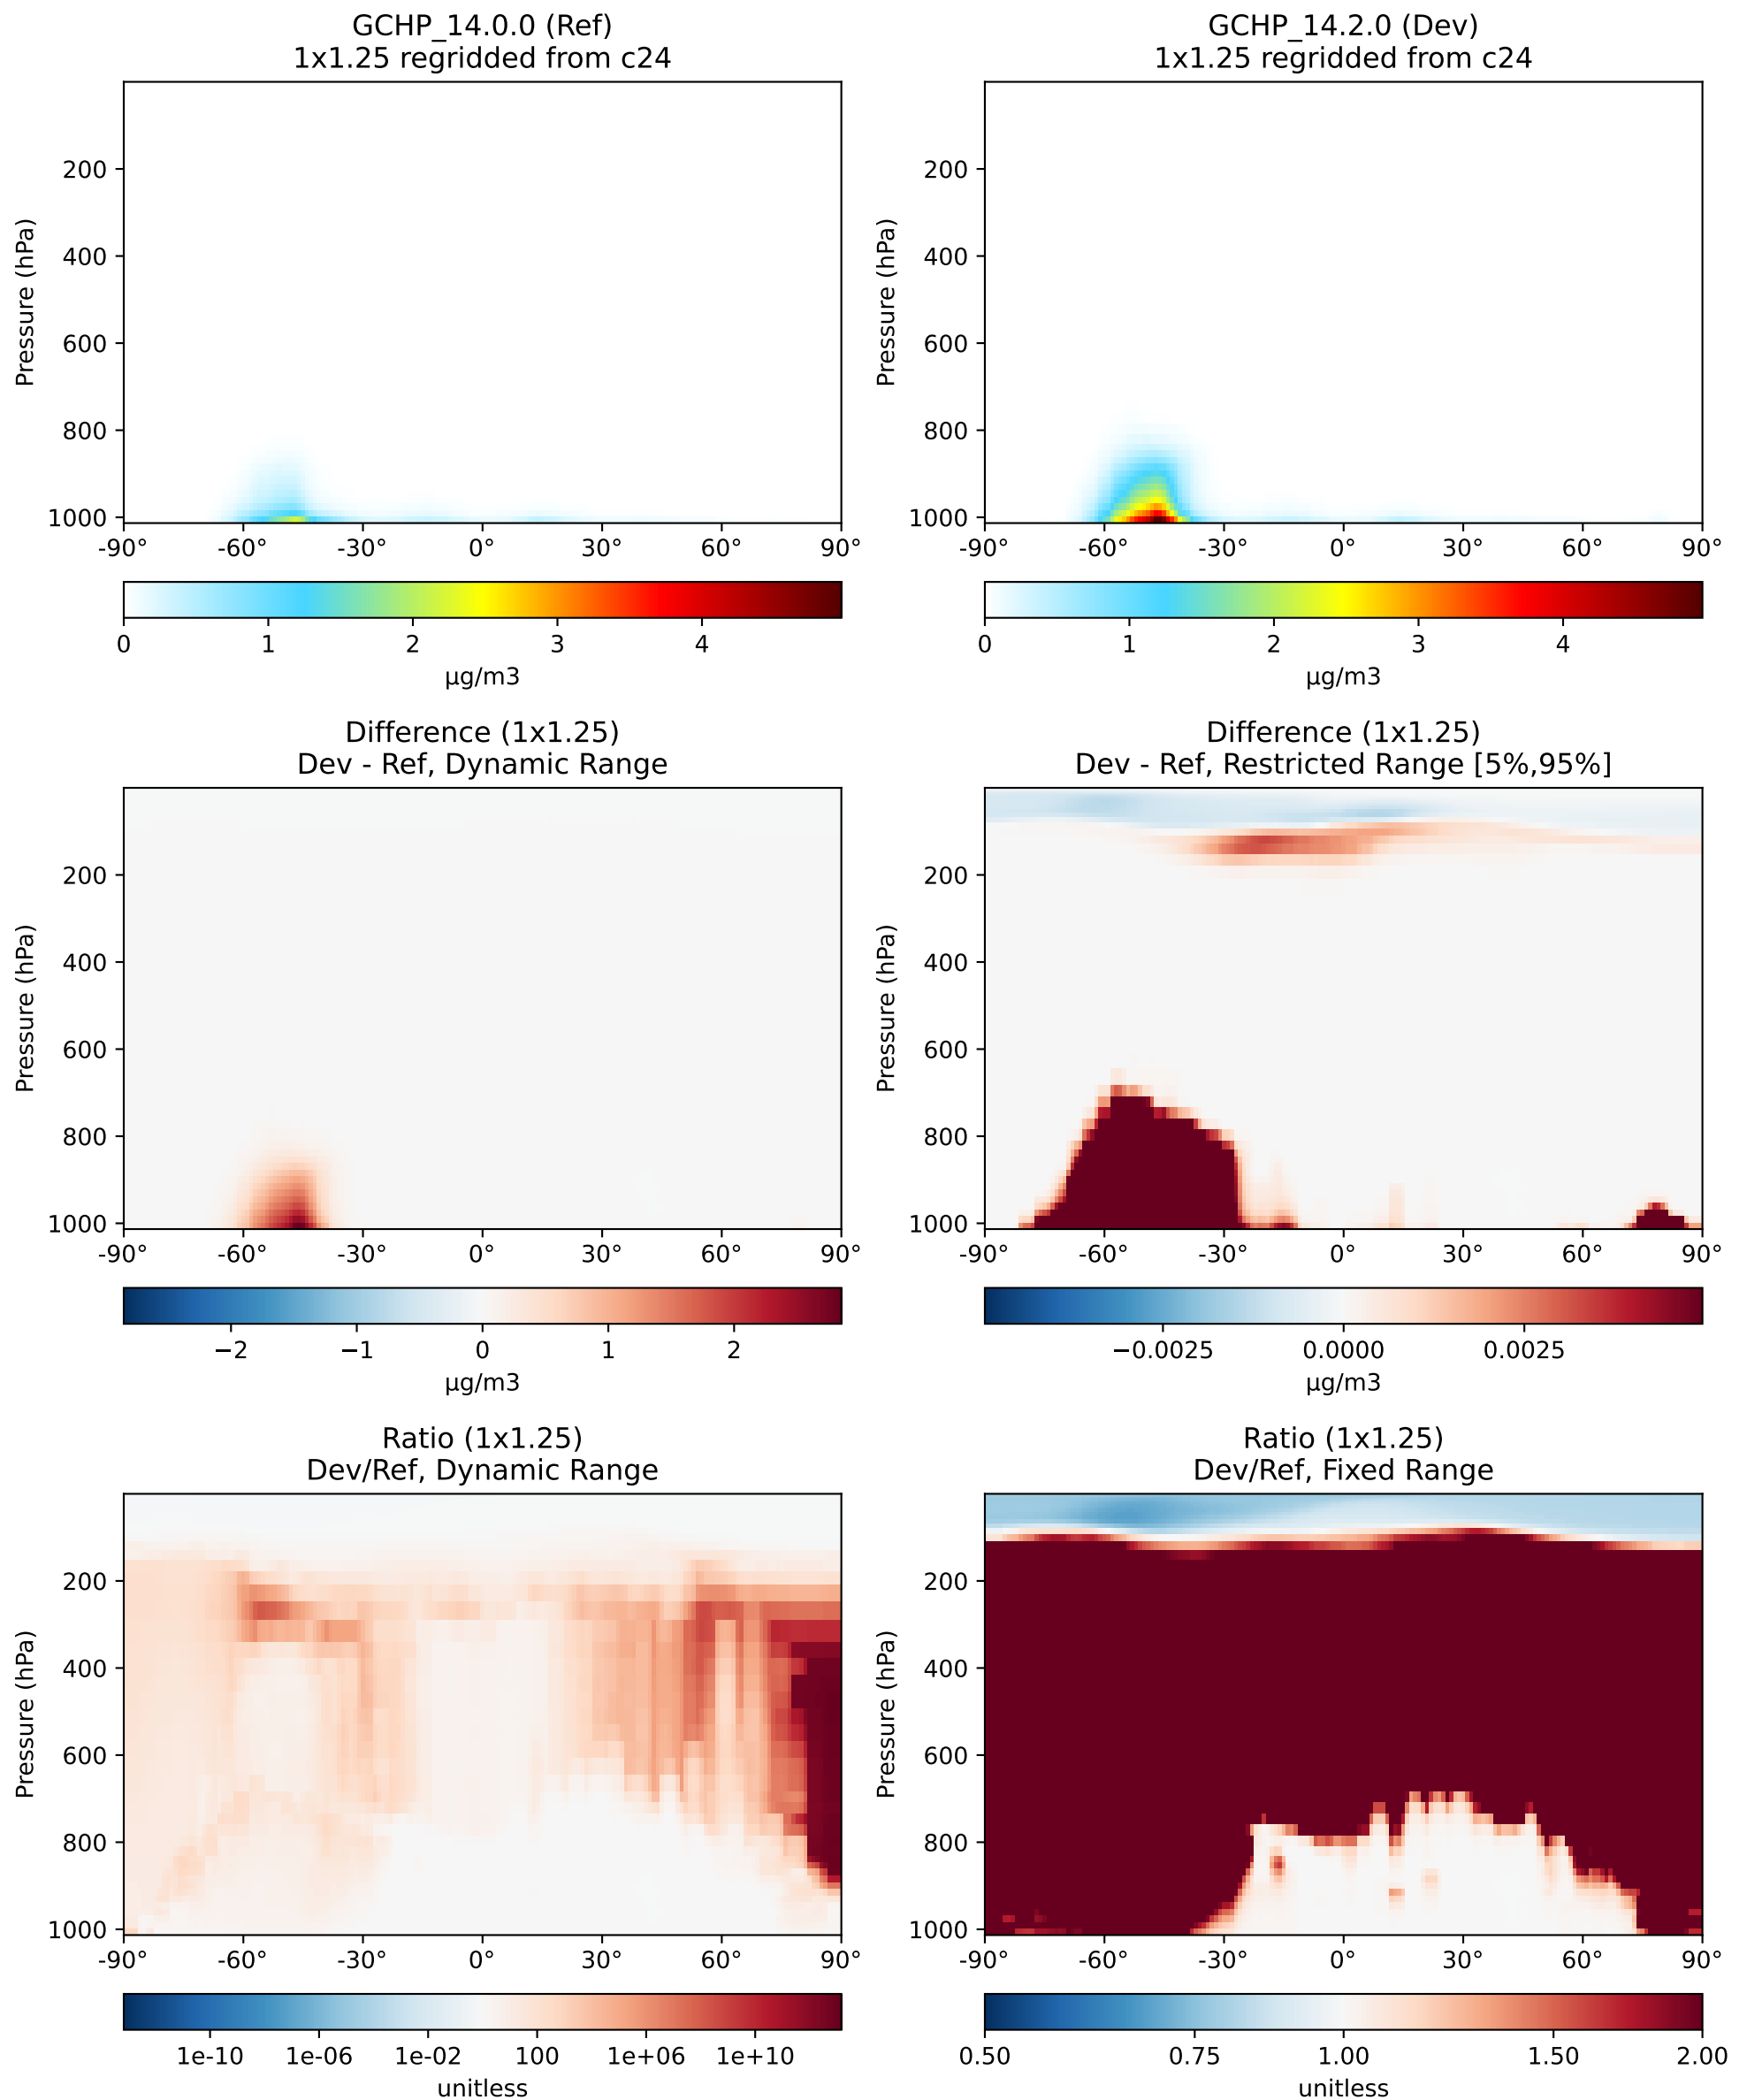 GCHP_14.0.0 (Ref)
1x1.25 regridded from c24
Pressure (hPa)
200
400
600
800
1000
-90° -60° -30° 0° 30° 60° 90°
0 1 2 3 4
μg/m3
GCHP_14.2.0 (Dev)
1x1.25 regridded from c24
Pressure (hPa)
200
400
600
800
1000
-90° -60° -30° 0° 30° 60° 90°
0 1 2 3 4
μg/m3
Difference (1x1.25)
Dev - Ref, Dynamic Range
Pressure (hPa)
200
400
600
800
1000
-90° -60° -30° 0° 30° 60° 90°
−2 −1 0 1 2
μg/m3
Difference (1x1.25)
Dev - Ref, Restricted Range [5%,95%]
Pressure (hPa)
200
400
600
800
1000
-90° -60° -30° 0° 30° 60° 90°
−0.0025 0.0000 0.0025
μg/m3
Ratio (1x1.25)
Dev/Ref, Dynamic Range
Pressure (hPa)
200
400
600
800
1000
-90° -60° -30° 0° 30° 60° 90°
1e-10 1e-06 1e-02 100 1e+06 1e+10
unitless
Ratio (1x1.25)
Dev/Ref, Fixed Range
Pressure (hPa)
200
400
600
800
1000
-90° -60° -30° 0° 30° 60° 90°
0.50 0.75 1.00 1.50 2.00
unitless